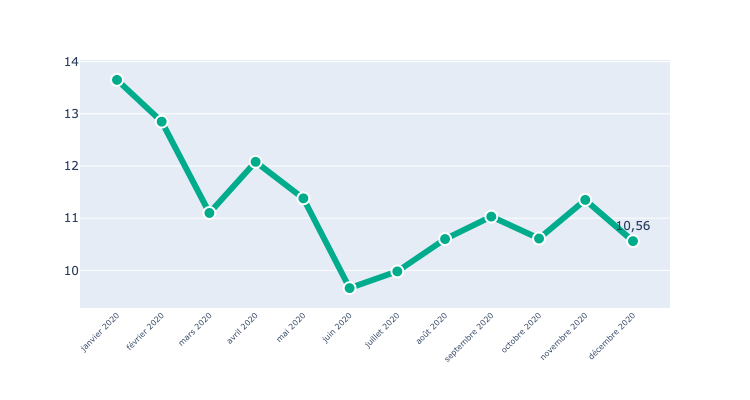 14
13
12
11
10
10,56
janvier 2020
février 2020
mars 2020
avril 2020
mai 2020
juin 2020
juillet 2020
août 2020
septembre 2020
octobre 2020
novembre 2020
décembre 2020